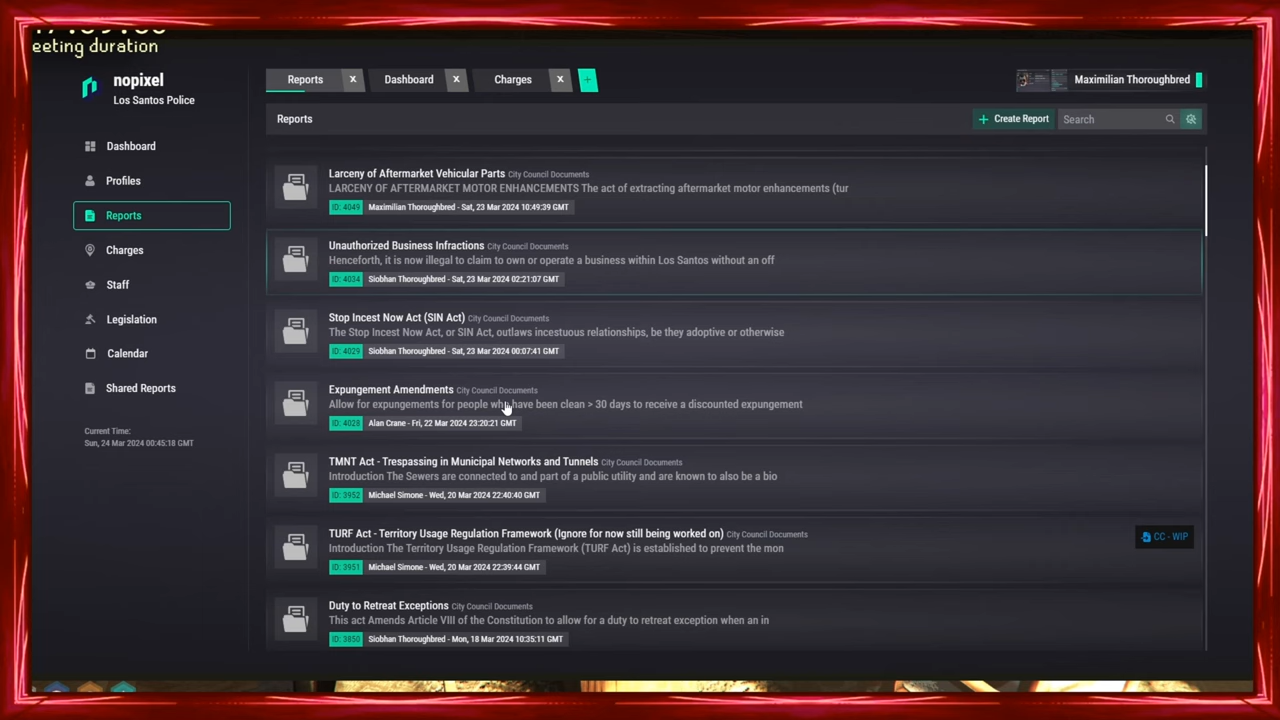 eeting duration
nopixel
Los Santos Police
Dashboard
Profiles
Reports
Charges
Staff
Legislation
Calendar
Shared Reports
Current Time:
Sun, 24 Mar 2024 00:45:18 GMT
Reports x Dashboard x Charges x +
Maximilian Thoroughbred
Reports
+ Create Report
Search
Larceny of Aftermarket Vehicular Parts City Council Documents
LARCENY OF AFTERMARKET MOTOR ENHANCEMENTS The act of extracting aftermarket motor enhancements (tur
ID: 4049 Maximilian Thoroughbred - Sat, 23 Mar 2024 10:49:39 GMT
Unauthorized Business Infractions City Council Documents
Henceforth, it is now illegal to claim to own or operate a business within Los Santos without an off
ID: 4034 Siobhan Thoroughbred - Sat, 23 Mar 2024 02:21:07 GMT
Stop Incest Now Act (SIN Act) City Council Documents
The Stop Incest Now Act, or SIN Act, outlaws incestuous relationships, be they adoptive or otherwise
ID: 4029 Siobhan Thoroughbred - Sat, 23 Mar 2024 00:07:41 GMT
Expungement Amendments City Council Documents
Allow for expungements for people who have been clean > 30 days to receive a discounted expungement
ID: 4028 Alan Crane - Fri, 22 Mar 2024 23:20:21 GMT
TMNT Act - Trespassing in Municipal Networks and Tunnels City Council Documents
Introduction The Sewers are connected to and part of a public utility and are known to also be a bio
ID: 3952 Michael Simone - Wed, 20 Mar 2024 22:40:40 GMT
TURF Act - Territory Usage Regulation Framework (Ignore for now still being worked on) City Council Documents
Introduction The Territory Usage Regulation Framework (TURF Act) is established to prevent the mon
ID: 3951 Michael Simone - Wed, 20 Mar 2024 22:39:44 GMT
CC - WIP
Duty to Retreat Exceptions City Council Documents
This act Amends Article VIII of the Constitution to allow for a duty to retreat exception when an in
ID: 3850 Siobhan Thoroughbred - Mon, 18 Mar 2024 10:35:11 GMT